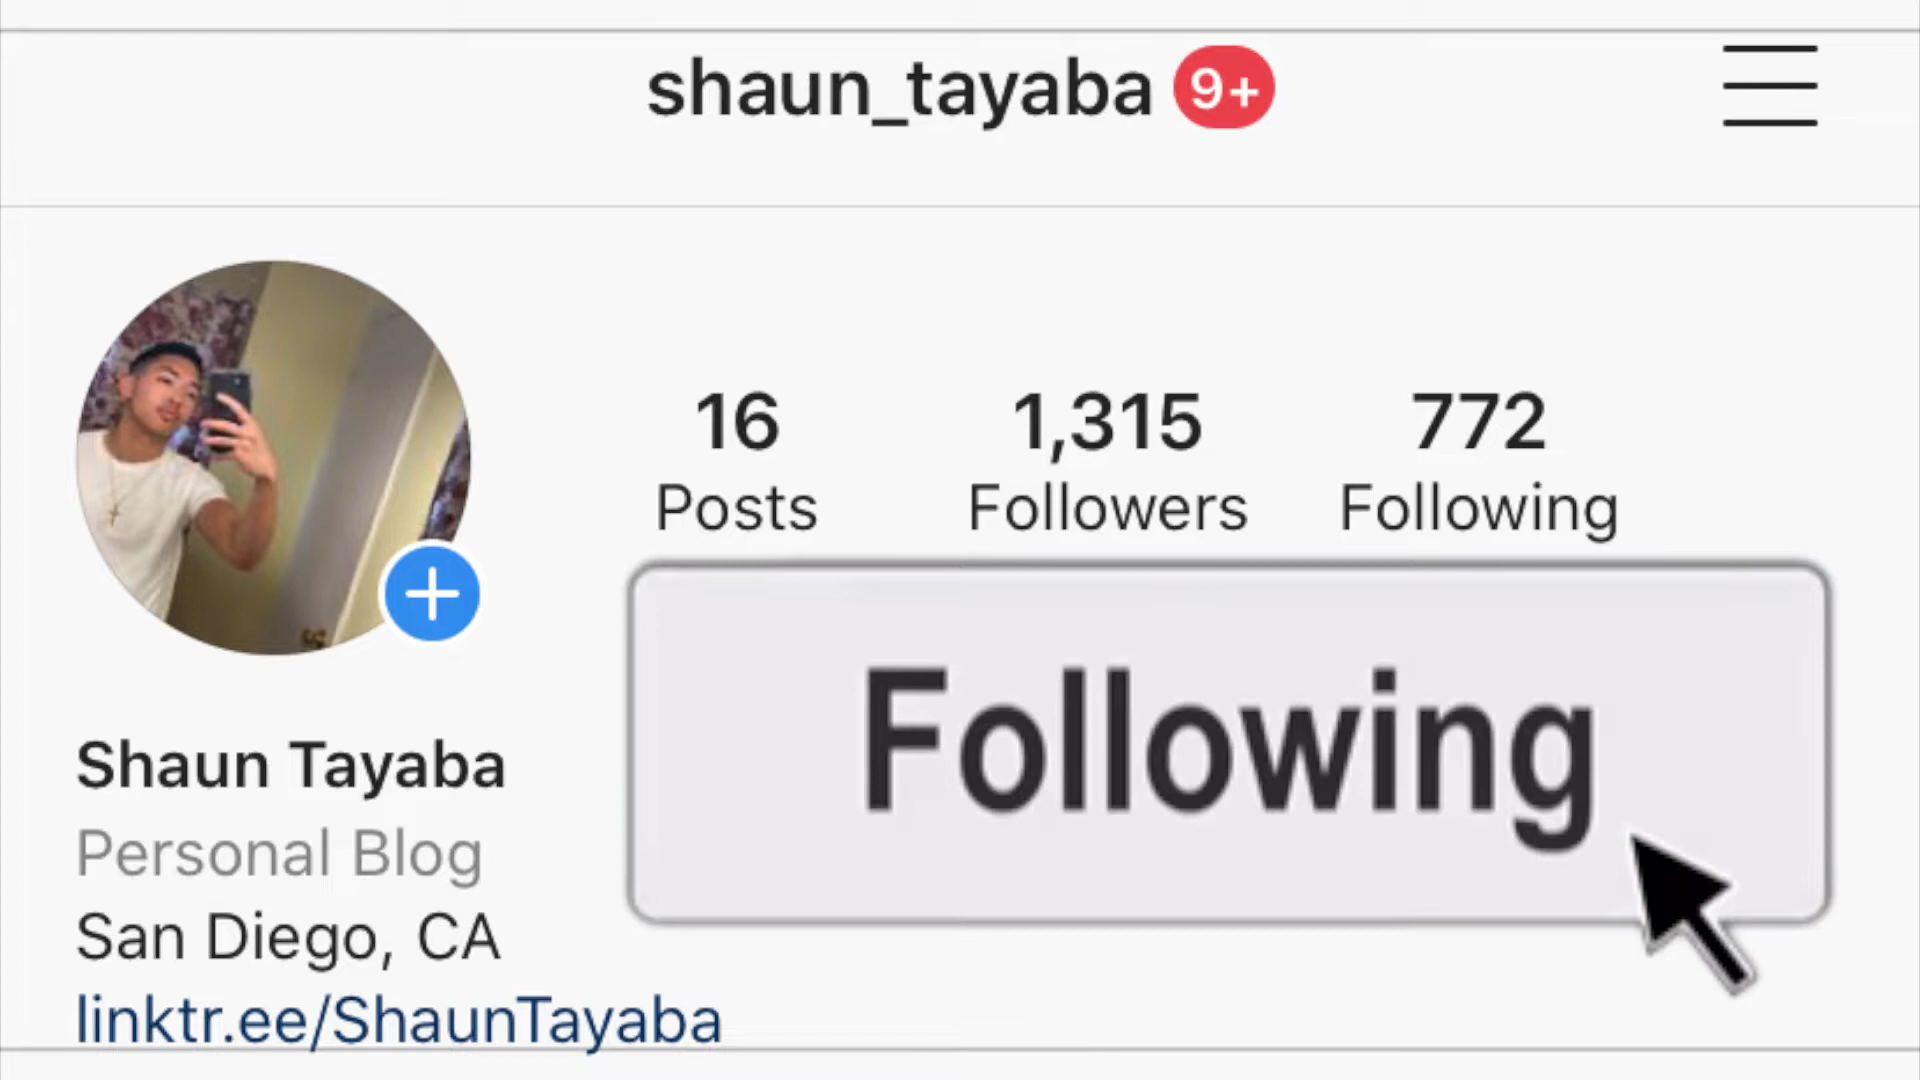 shaun_tayaba 9+
16 1,315 772
Posts Followers Following
Following
Shaun Tayaba
Personal Blog
San Diego, CA
linktr.ee/ShaunTayaba